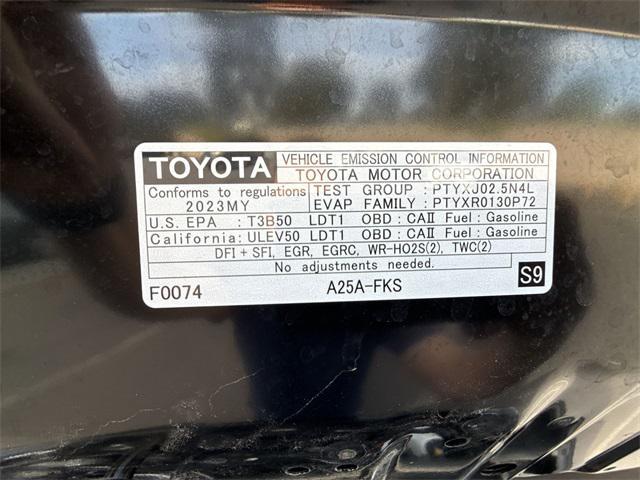 TOYOTA VEHICLE EMISSION CONTROL INFORMATION
TOYOTA MOTOR CORPORATION
Conforms to regulations TEST GROUP : PTYXJ02.5N4L
2023MY EVAP FAMILY : PTYXR0130P72
U.S. EPA : T3B50 LDT1 OBD : CAII Fuel : Gasoline
California: ULEV50 LDT1 OBD : CAII Fuel : Gasoline
DFI + SFI, EGR, EGRC, WR-HO2S(2), TWC(2)
No adjustments needed.
F0074 A25A-FKS S9